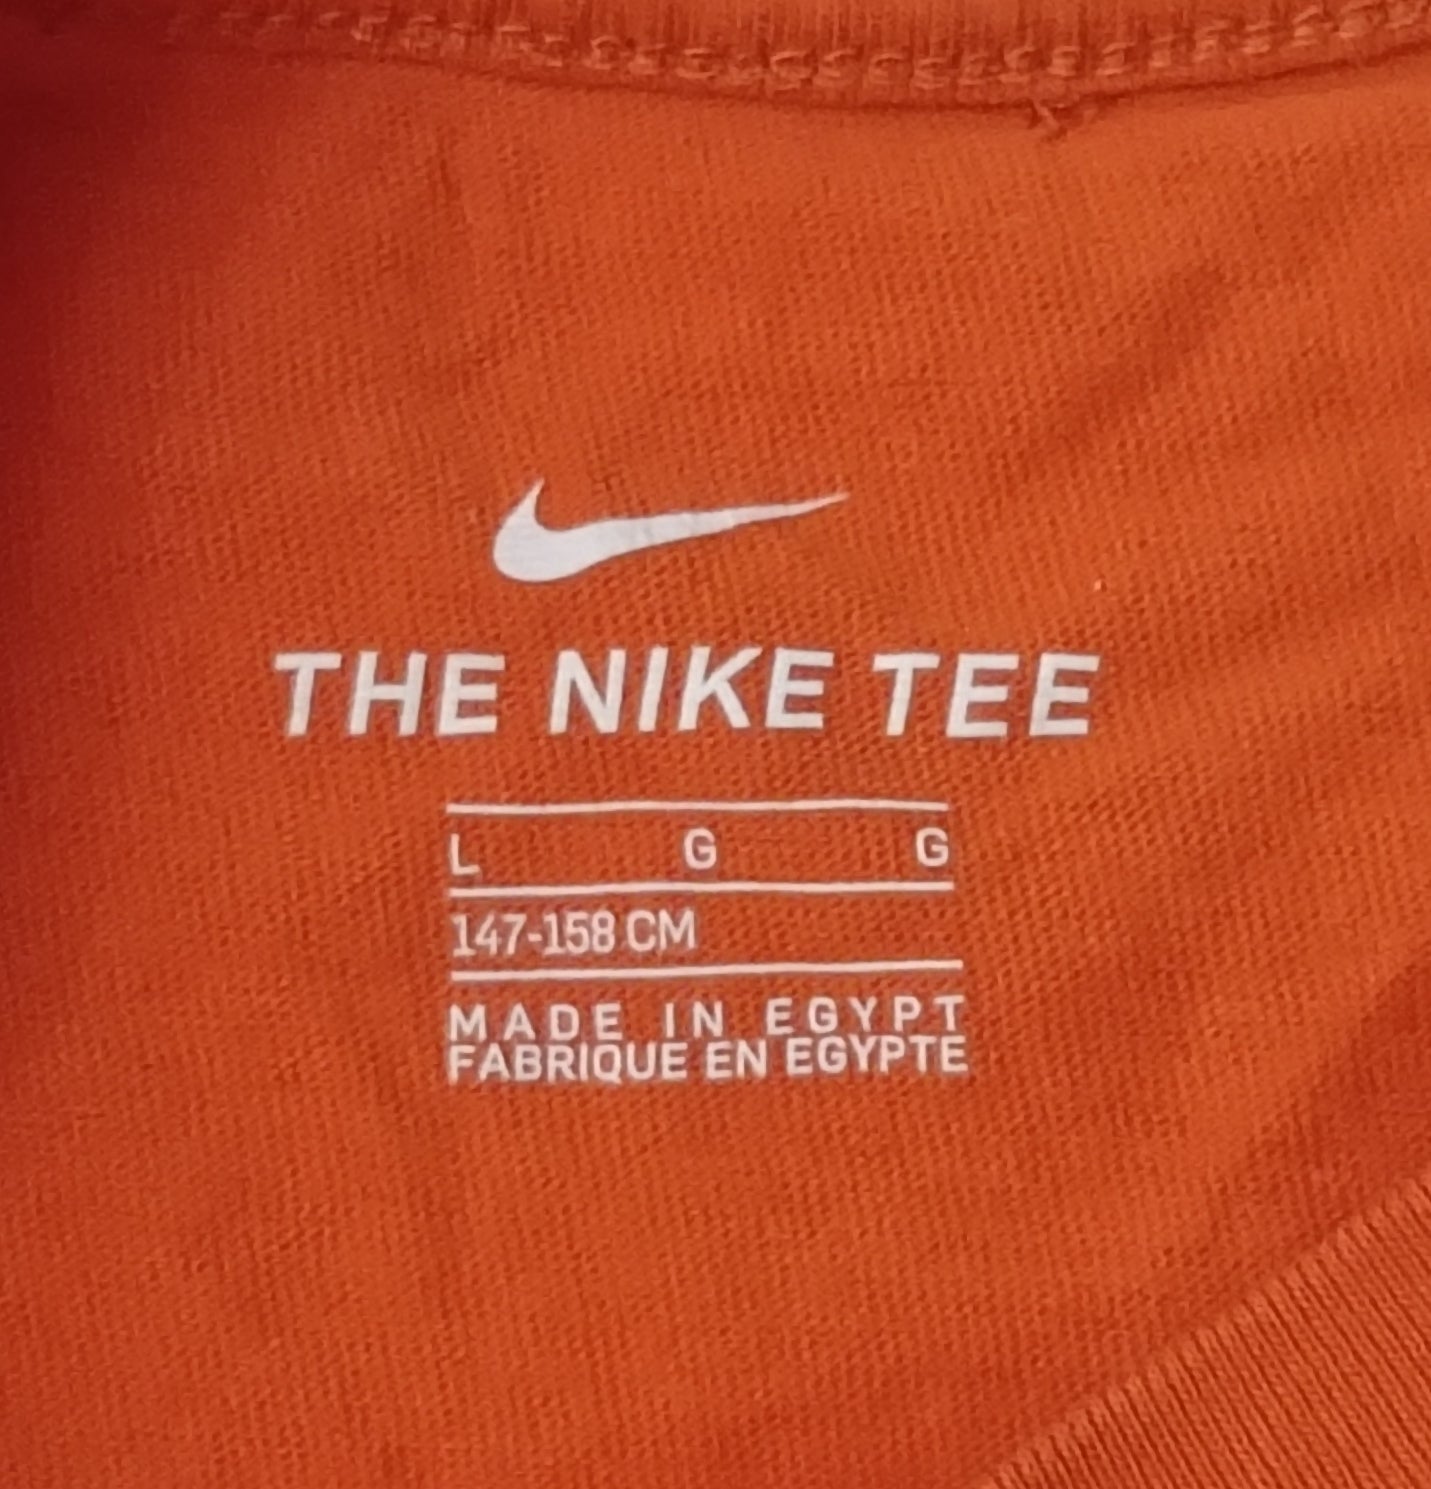 THE NIKE TEE
L G G
147-158 CM
MADE IN EGYPT
FABRIQUE EN EGYPTE